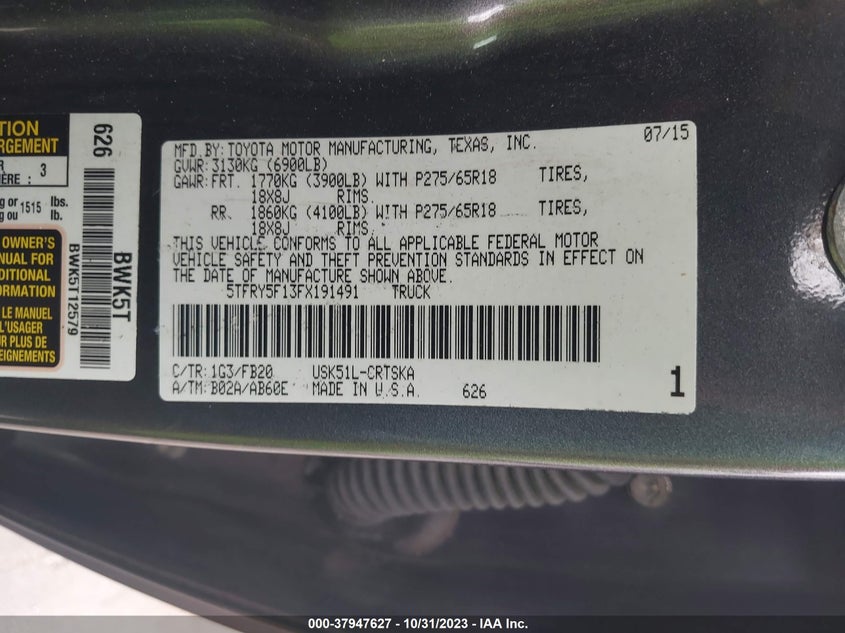 TION
RGEMENT
R
HERE : 3
g or 1515 lbs.
g ou lb.
OWNER'S
NUAL FOR
DITIONAL
ORMATION
LE MANUEL
L'USAGER
UR PLUS DE
EIGNEMENTS
626
BWK5T12579
BWK5T
MFD.BY:TOYOTA MOTOR MANUFACTURING, TEXAS, INC. 07/15
GVWR:3130KG (6900LB)
GAWR:FRT. 1770KG (3900LB) WITH P275/65R18 TIRES,
18X8J RIMS.
RR. 1860KG (4100LB) WITH P275/65R18 TIRES,
18X8J RIMS.
THIS VEHICLE CONFORMS TO ALL APPLICABLE FEDERAL MOTOR
VEHICLE SAFETY AND THEFT PREVENTION STANDARDS IN EFFECT ON
THE DATE OF MANUFACTURE SHOWN ABOVE.
5TFRY5F13FX191491 TRUCK
C/TR:1G3/FB20 USK51L-CRTSKA
A/TM:B02A/AB60E MADE IN U.S.A 626
1
000-37947627 - 10/31/2023 - IAA Inc.